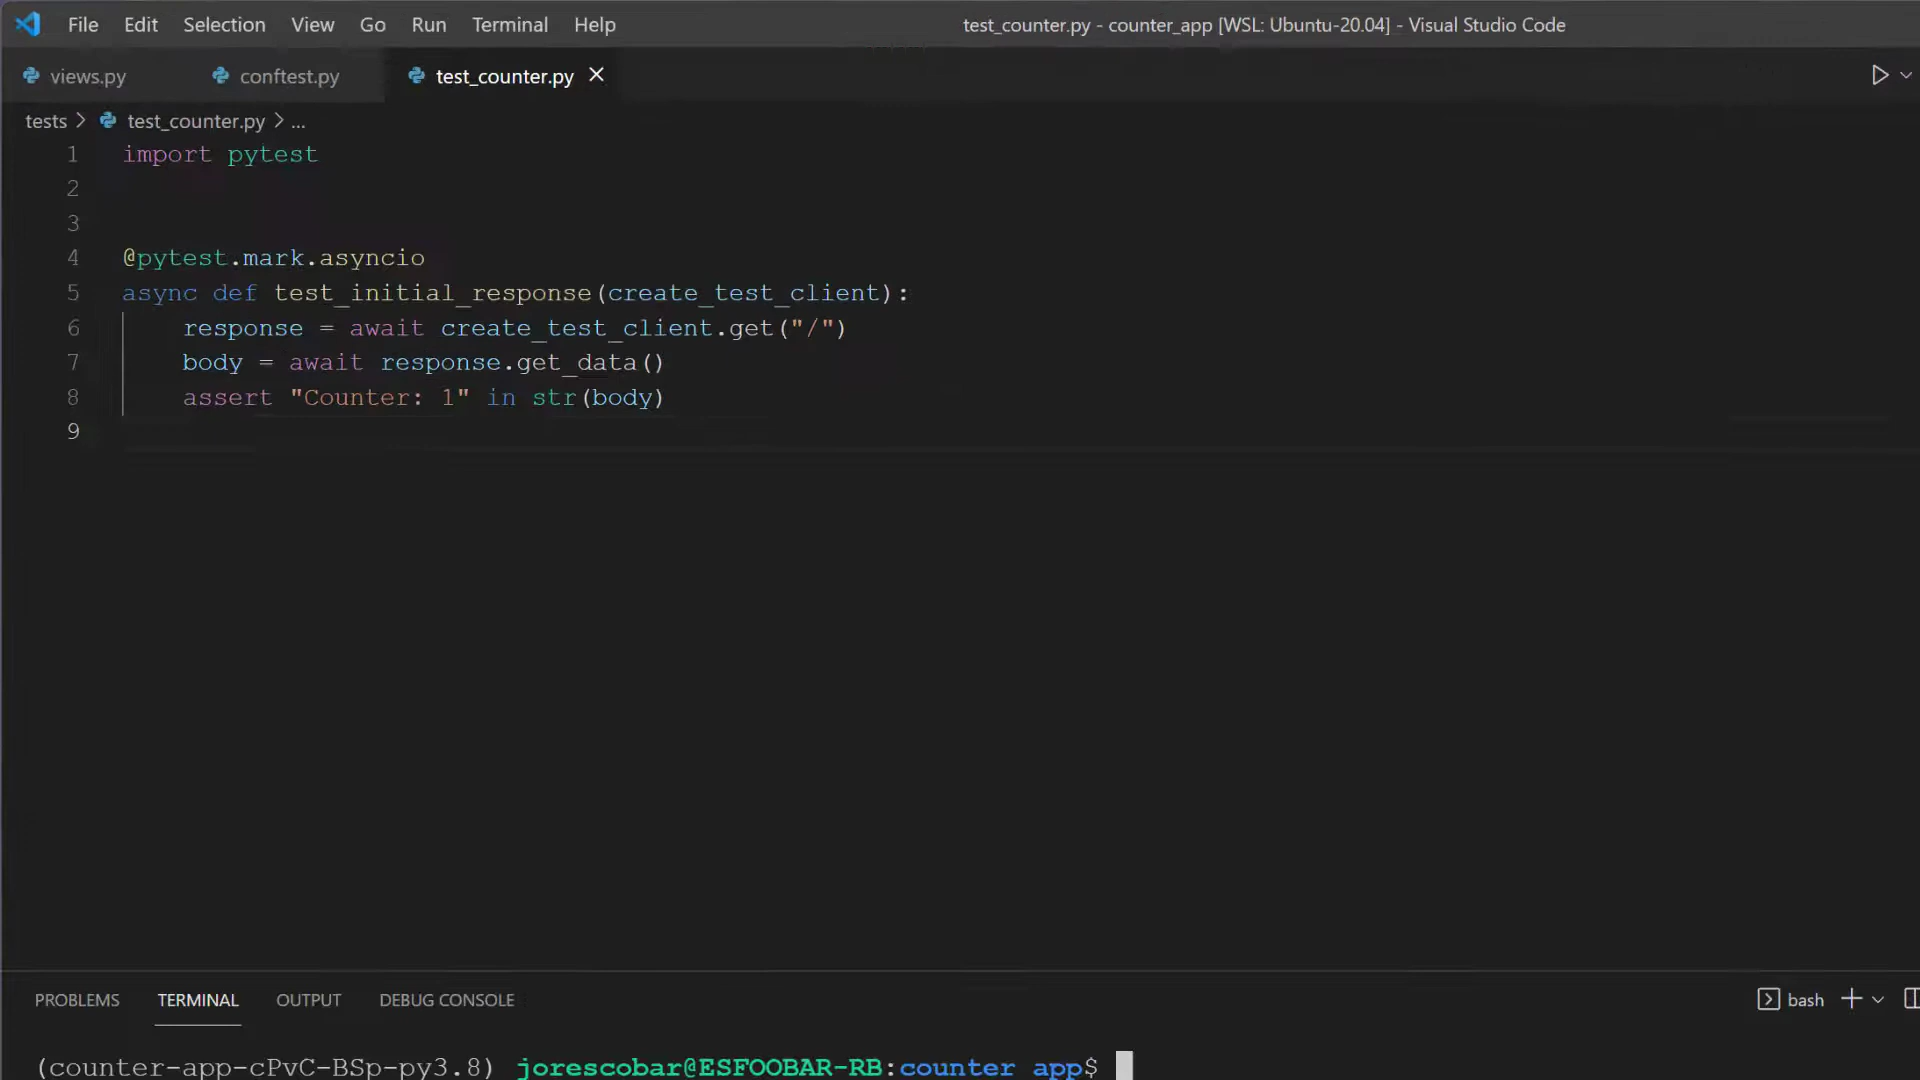 File Edit Selection View Go Run Terminal Help
test_counter.py - counter_app [WSL: Ubuntu-20.04] - Visual Studio Code
views.py conftest.py test_counter.py
tests > test_counter.py > ...
1 import pytest
2
3
4 @pytest.mark.asyncio
5 async def test_initial_response(create_test_client):
6     response = await create_test_client.get("/")
7     body = await response.get_data()
8     assert "Counter: 1" in str(body)
9
PROBLEMS TERMINAL OUTPUT DEBUG CONSOLE
bash
(counter-app-cPvC-BSp-py3.8) jorescobar@ESFOOBAR-RB:counter_app$